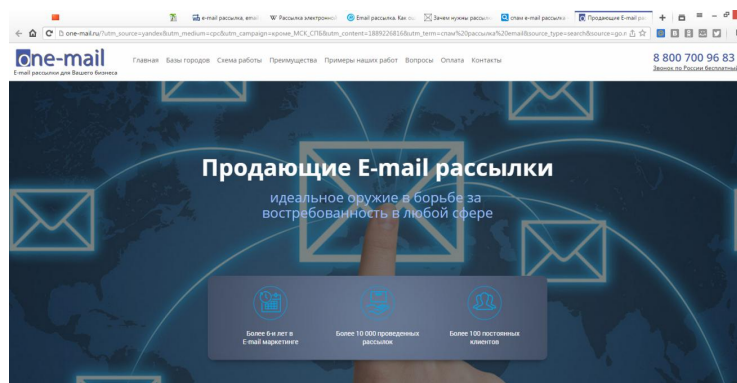 e-mail рассылка, email
W Рассылка электронной
Email рассылка. Как
Зачем нужны рассыл
спам e-mail рассылка
Продающие E-mail рас
one-mail.ru/?utm_source=yandex&utm_medium=cpc&utm_campaign=кроме_МСК_СПб&utm_content=1889226816&utm_term=спам%20рассылка%20email&source_type=search&source=go.r
One-mail
E-mail рассылки для Вашего бизнеса
Главная Базы городов Схема работы Преимущества Примеры наших работ Вопросы Оплата Контакты
8 800 700 96 83
Звонок по России бесплатный
Продающие E-mail рассылки
идеальное оружие в борьбе за
востребованность в любой сфере
Более 6-и лет в
E-mail маркетинге
Более 10 000 проведенных
рассылок
Более 100 постоянных
клиентов